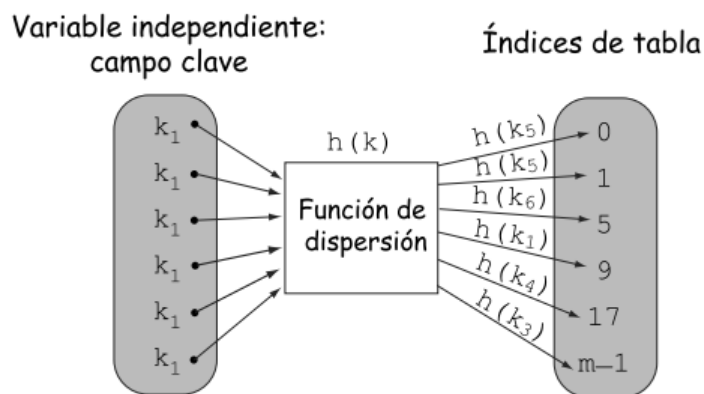 Variable independiente:
campo clave
Índices de tabla
k₁
k₁
k₁
k₁
k₁
k₁
h(k)
Función de
dispersión
h(k₅)
h(k₅)
h(k₆)
h(k₁)
h(k₄)
h(k₃)
0
1
5
9
17
m–1